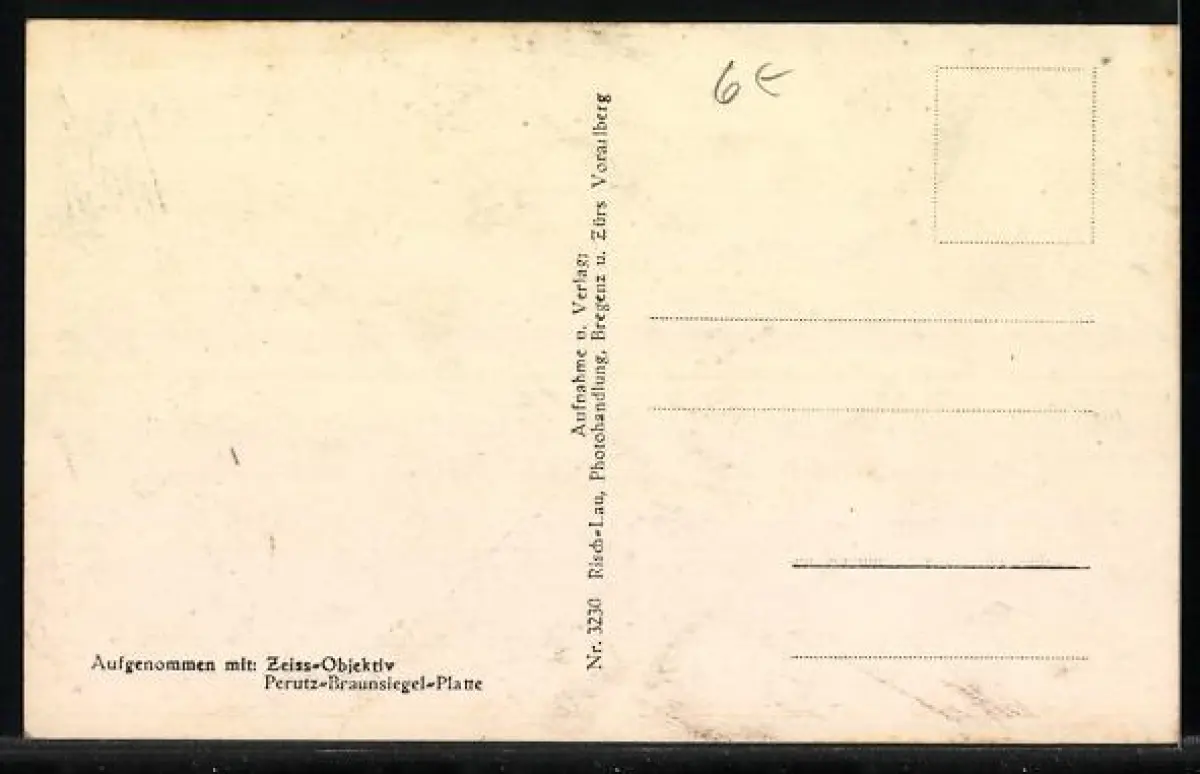 6€
Aufnahme u. Verlag:
Nr. 3230 Risch=Lau, Photohandlung, Bregenz u. Zürs Vorarlberg
Aufgenommen mit: Zeiss=Objektiv
Perutz=Braunsiegel=Platte